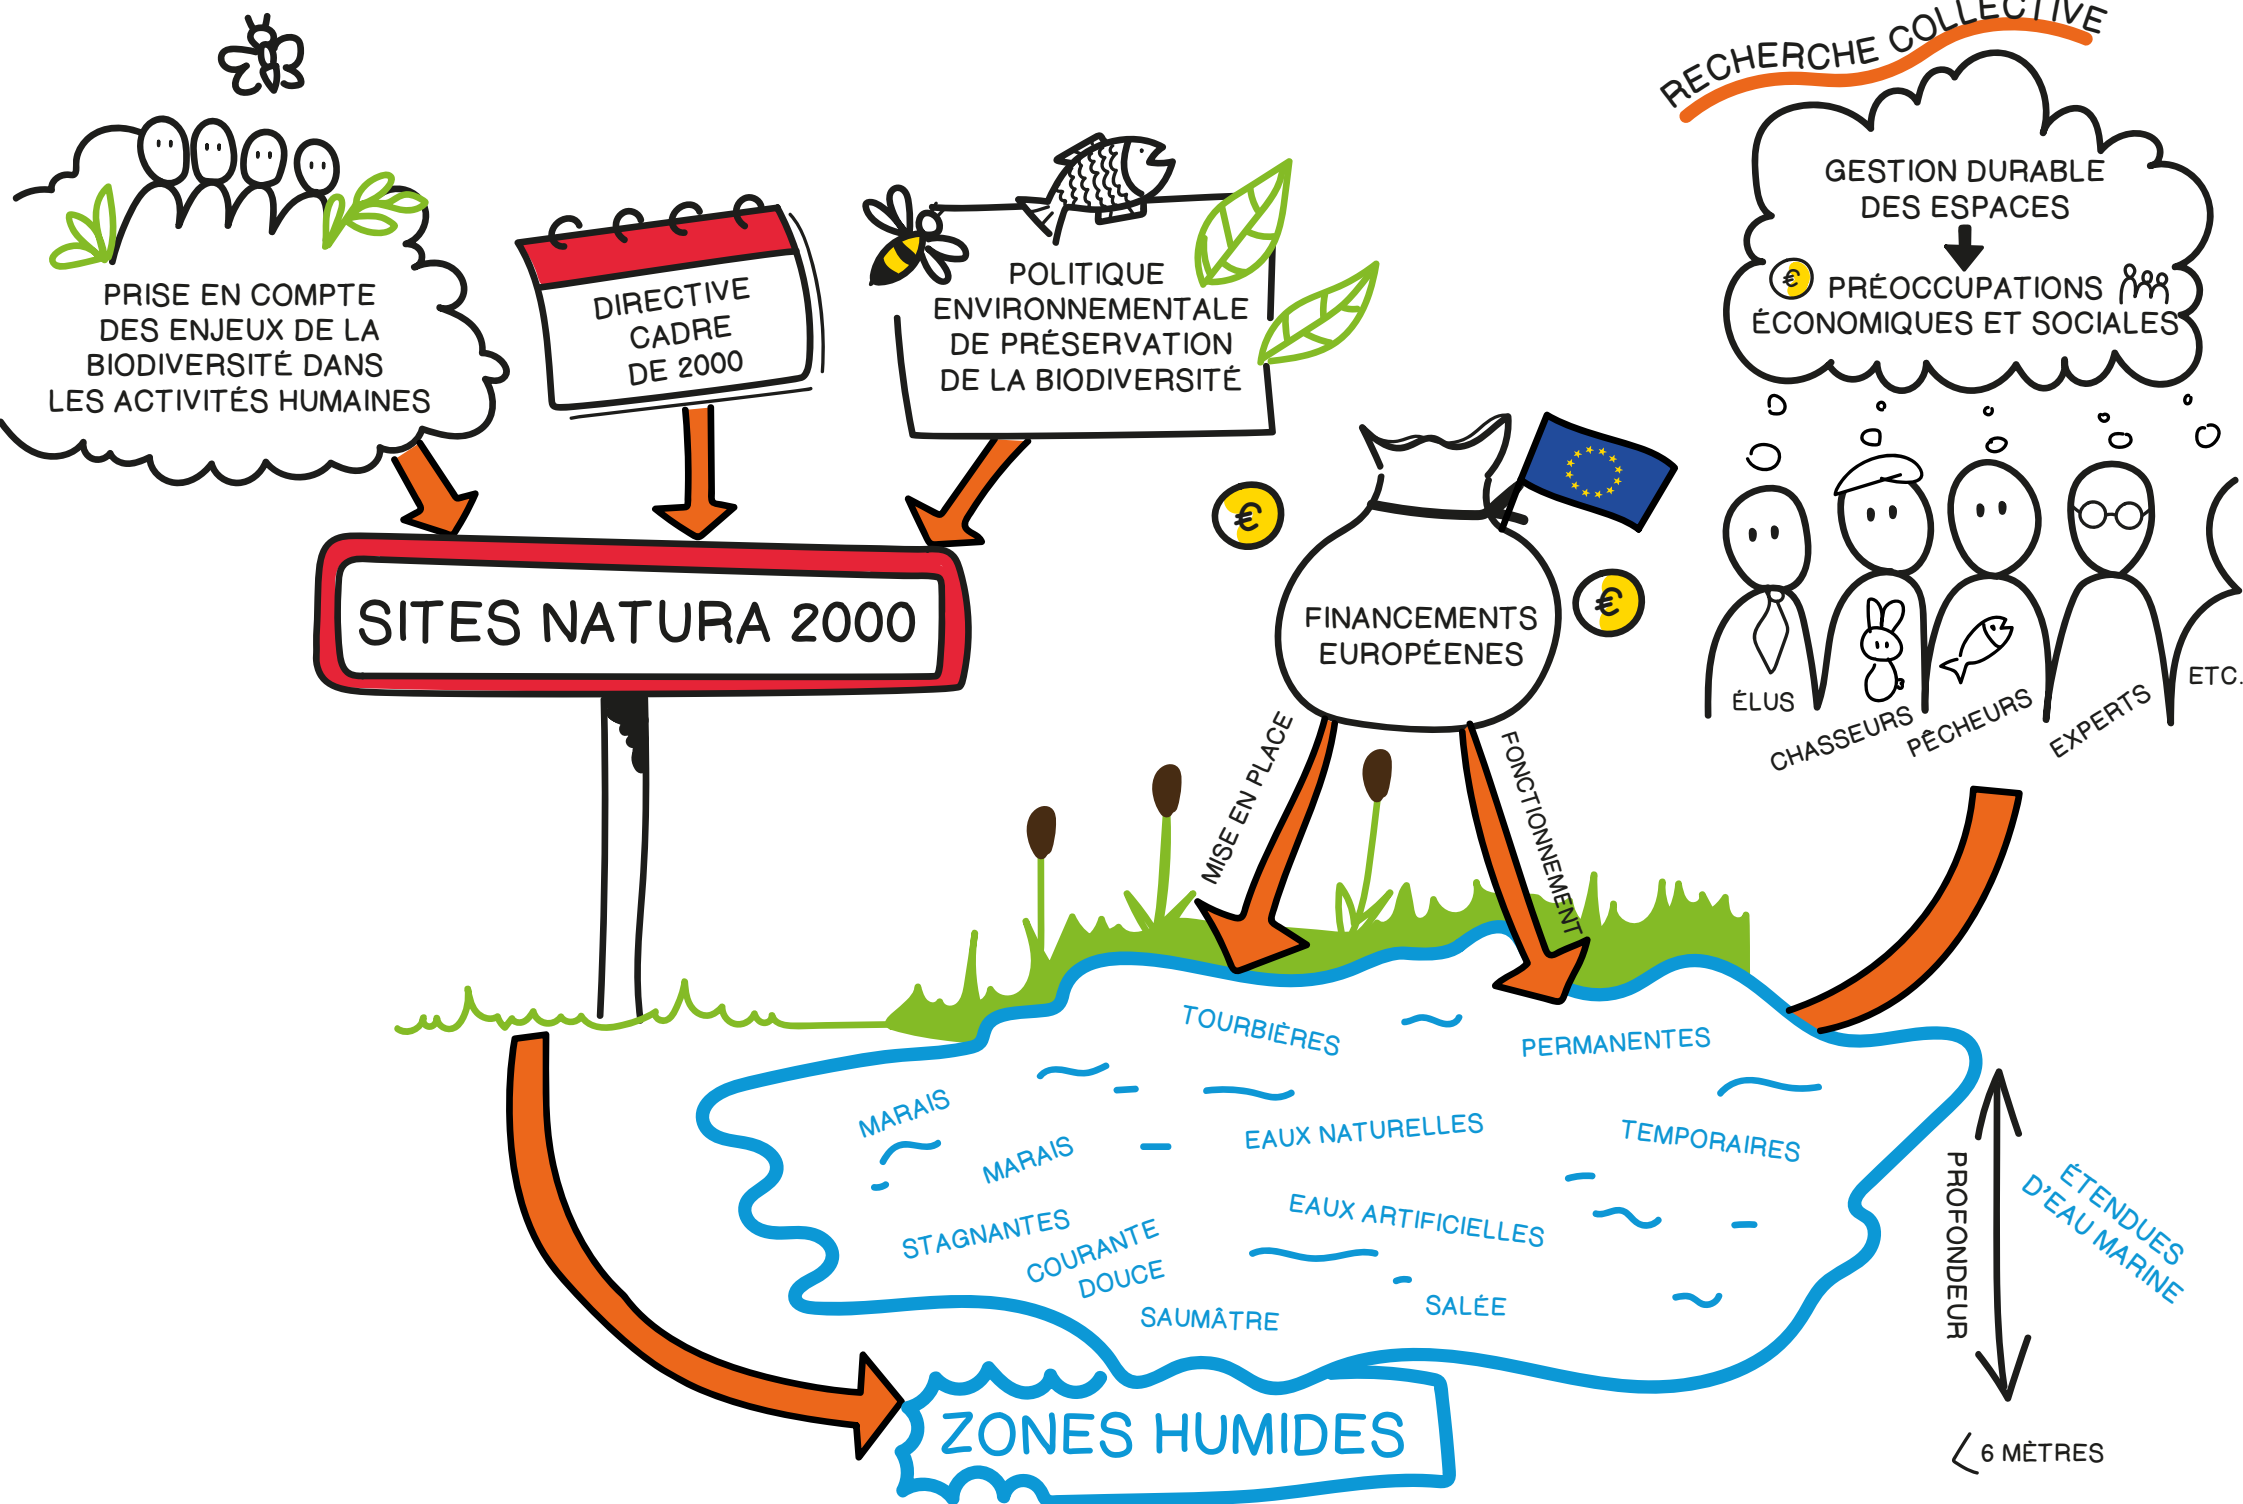 RECHERCHE COLLECTIVE
GESTION DURABLE
DES ESPACES
€
PRÉOCCUPATIONS
ÉCONOMIQUES ET SOCIALES
PRISE EN COMPTE
DES ENJEUX DE LA
BIODIVERSITÉ DANS
LES ACTIVITÉS HUMAINES
DIRECTIVE
CADRE
DE 2000
POLITIQUE
ENVIRONNEMENTALE
DE PRÉSERVATION
DE LA BIODIVERSITÉ
SITES NATURA 2000
€
FINANCEMENTS
EUROPÉENES
€
ÉLUS
CHASSEURS
PÊCHEURS
EXPERTS
ETC.
MISE EN PLACE
FONCTIONNEMENT
TOURBIÈRES
PERMANENTES
MARAIS
MARAIS
EAUX NATURELLES
TEMPORAIRES
STAGNANTES
COURANTE
DOUCE
EAUX ARTIFICIELLES
SAUMÂTRE
SALÉE
PROFONDEUR
ÉTENDUES
D'EAU MARINE
< 6 MÈTRES
ZONES HUMIDES